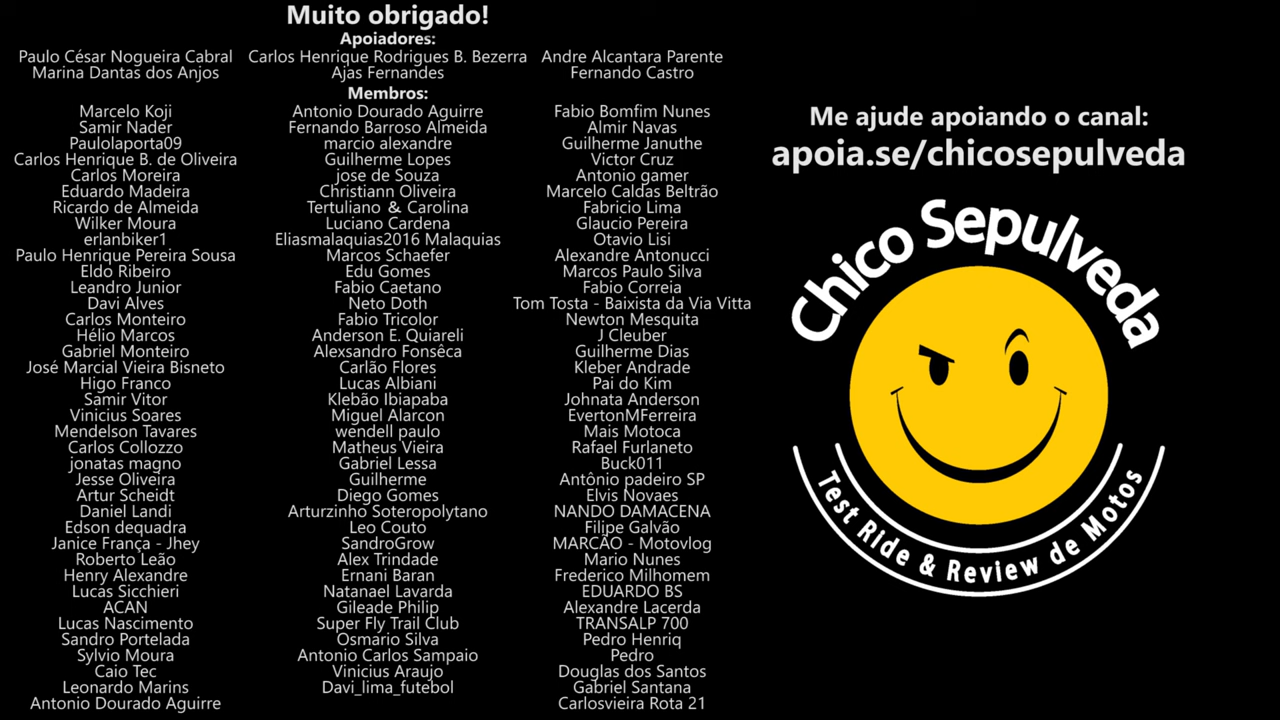 Muito obrigado!
Apoiadores:
Paulo César Nogueira Cabral
Carlos Henrique Rodrigues B. Bezerra
Andre Alcantara Parente
Marina Dantas dos Anjos
Ajas Fernandes
Fernando Castro
Membros:
Marcelo Koji
Samir Nader
Paulolaporta09
Carlos Henrique B. de Oliveira
Carlos Moreira
Eduardo Madeira
Ricardo de Almeida
Wilker Moura
erlanbiker1
Paulo Henrique Pereira Sousa
Eldo Ribeiro
Leandro Junior
Davi Alves
Carlos Monteiro
Hélio Marcos
Gabriel Monteiro
José Marcial Vieira Bisneto
Higo Franco
Samir Vitor
Vinicius Soares
Mendelson Tavares
Carlos Collozzo
jonatas magno
Jesse Oliveira
Artur Scheidt
Daniel Landi
Edson dequadra
Janice França - Jhey
Roberto Leão
Henry Alexandre
Lucas Sicchieri
ACAN
Lucas Nascimento
Sandro Portelada
Sylvio Moura
Caio Tec
Leonardo Marins
Antonio Dourado Aguirre
Antonio Dourado Aguirre
Fernando Barroso Almeida
marcio alexandre
Guilherme Lopes
jose de Souza
Christiann Oliveira
Tertuliano & Carolina
Luciano Cardena
Eliasmalaquias2016 Malaquias
Marcos Schaefer
Edu Gomes
Fabio Caetano
Neto Doth
Fabio Tricolor
Anderson E. Quiareli
Alexsandro Fonsêca
Carlão Flores
Lucas Albiani
Klebão Ibiapaba
Miguel Alarcon
wendell paulo
Matheus Vieira
Gabriel Lessa
Guilherme
Diego Gomes
Arturzinho Soteropolytano
Leo Couto
SandroGrow
Alex Trindade
Ernani Baran
Natanael Lavarda
Gileade Philip
Super Fly Trail Club
Osmario Silva
Antonio Carlos Sampaio
Vinicius Araujo
Davi_lima_futebol
Fabio Bomfim Nunes
Almir Navas
Guilherme Januthe
Victor Cruz
Antonio gamer
Marcelo Caldas Beltrão
Fabricio Lima
Glaucio Pereira
Otavio Lisi
Alexandre Antonucci
Marcos Paulo Silva
Fabio Correia
Tom Tosta - Baixista da Via Vitta
Newton Mesquita
J Cleuber
Guilherme Dias
Kleber Andrade
Pai do Kim
Johnata Anderson
EvertonMFerreira
Mais Motoca
Rafael Furlaneto
Buck011
Antônio padeiro SP
Elvis Novaes
NANDO DAMACENA
Filipe Galvão
MARCÃO - Motovlog
Mario Nunes
Frederico Milhomem
EDUARDO BS
Alexandre Lacerda
TRANSALP 700
Pedro Henriq
Pedro
Douglas dos Santos
Gabriel Santana
Carlosvieira Rota 21
Me ajude apoiando o canal:
apoia.se/chicosepulveda
Chico Sepulveda
Test Ride & Review de Motos